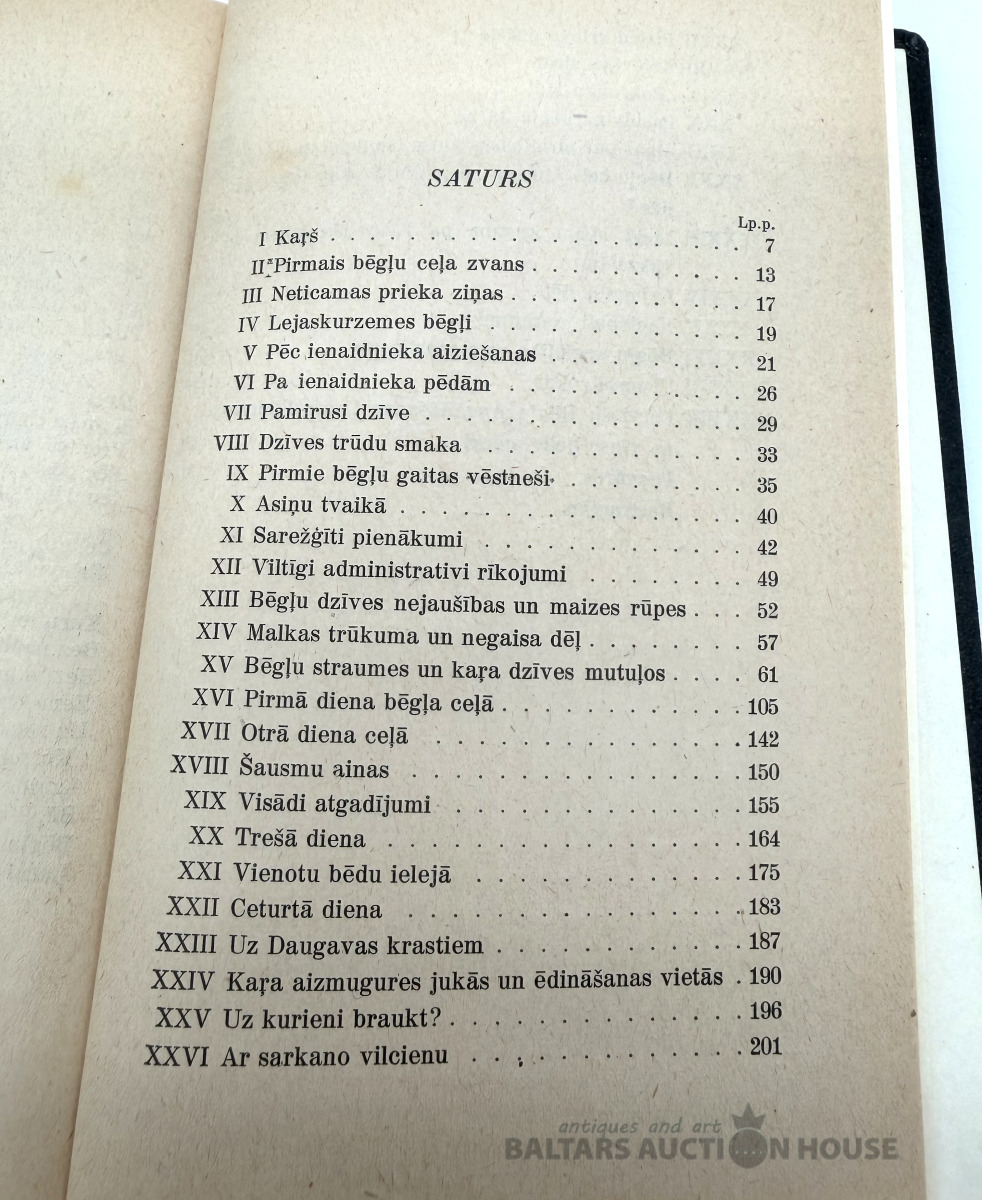 SATURS
Lp.p.
I Kaŗš . . . . . . . . . . . . . . . . . . . . 7
II Pirmais bēgļu ceļa zvans . . . . . . . . . . . 13
III Neticamas prieka ziņas . . . . . . . . . . . . 17
IV Lejaskurzemes bēgļi . . . . . . . . . . . . . 19
V Pēc ienaidnieka aiziešanas . . . . . . . . . . 21
VI Pa ienaidnieka pēdām . . . . . . . . . . . . 26
VII Pamirusi dzīve . . . . . . . . . . . . . . . 29
VIII Dzīves trūdu smaka . . . . . . . . . . . . . 33
IX Pirmie bēgļu gaitas vēstneši . . . . . . . . . 35
X Asiņu tvaikā . . . . . . . . . . . . . . . . 40
XI Sarežģīti pienākumi . . . . . . . . . . . . . 42
XII Viltīgi administrativi rīkojumi . . . . . . . . 49
XIII Bēgļu dzīves nejaušības un maizes rūpes . . . 52
XIV Malkas trūkuma un negaisa dēļ . . . . . . . . 57
XV Bēgļu straumes un kaŗa dzīves mutuļos . . . . 61
XVI Pirmā diena bēgļa ceļā . . . . . . . . . . . 105
XVII Otrā diena ceļā . . . . . . . . . . . . . . 142
XVIII Šausmu ainas . . . . . . . . . . . . . . . 150
XIX Visādi atgadījumi . . . . . . . . . . . . . 155
XX Trešā diena . . . . . . . . . . . . . . . . 164
XXI Vienotu bēdu ielejā . . . . . . . . . . . . 175
XXII Ceturtā diena . . . . . . . . . . . . . . . 183
XXIII Uz Daugavas krastiem . . . . . . . . . . . 187
XXIV Kaŗa aizmugures jukās un ēdināšanas vietās . 190
XXV Uz kurieni braukt? . . . . . . . . . . . . . 196
XXVI Ar sarkano vilcienu . . . . . . . . . . . . 201
antiques and art
BALTARS AUCTION HOUSE